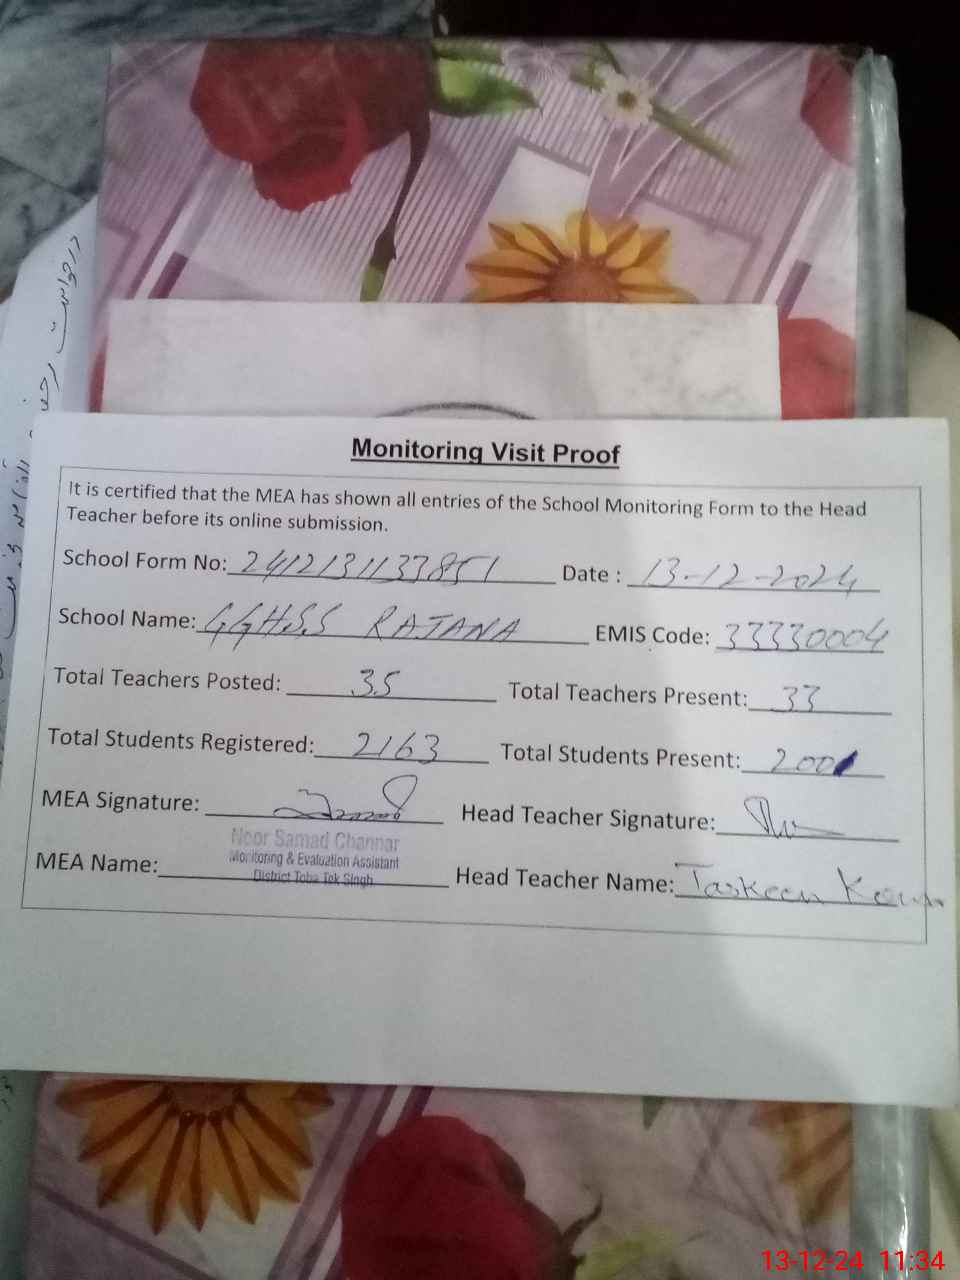 درخواست
Monitoring Visit Proof
It is certified that the MEA has shown all entries of the School Monitoring Form to the Head
Teacher before its online submission.
School Form No: 2412131133851 Date : 13-12-2024
School Name: GGHSS RAJANA EMIS Code: 33330004
Total Teachers Posted: 35 Total Teachers Present: 33
Total Students Registered: 2163 Total Students Present: 2001
MEA Signature: Head Teacher Signature:
Noor Samad Channar
Monitoring & Evaluation Assistant
District Toba Tek Singh
MEA Name: Head Teacher Name: Taskeen
13-12-24 11:34